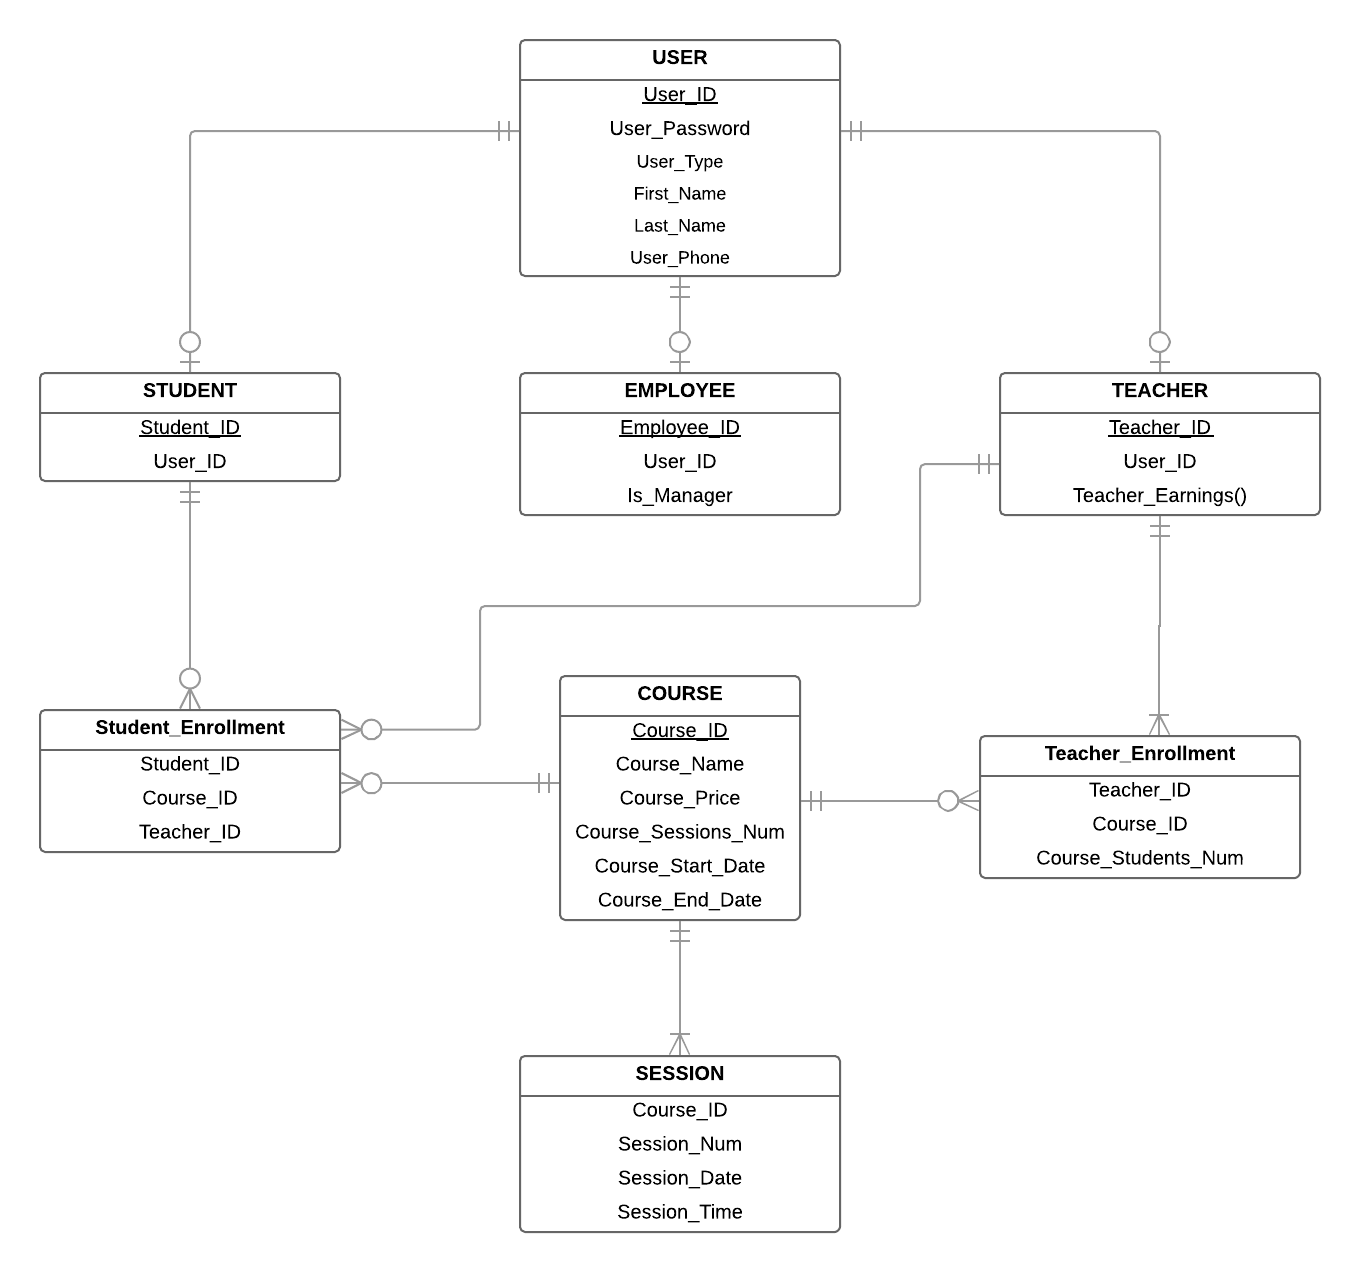 USER
User_ID
User_Password
User_Type
First_Name
Last_Name
User_Phone
STUDENT
Student_ID
User_ID
EMPLOYEE
Employee_ID
User_ID
Is_Manager
TEACHER
Teacher_ID
User_ID
Teacher_Earnings()
Student_Enrollment
Student_ID
Course_ID
Teacher_ID
COURSE
Course_ID
Course_Name
Course_Price
Course_Sessions_Num
Course_Start_Date
Course_End_Date
Teacher_Enrollment
Teacher_ID
Course_ID
Course_Students_Num
SESSION
Course_ID
Session_Num
Session_Date
Session_Time